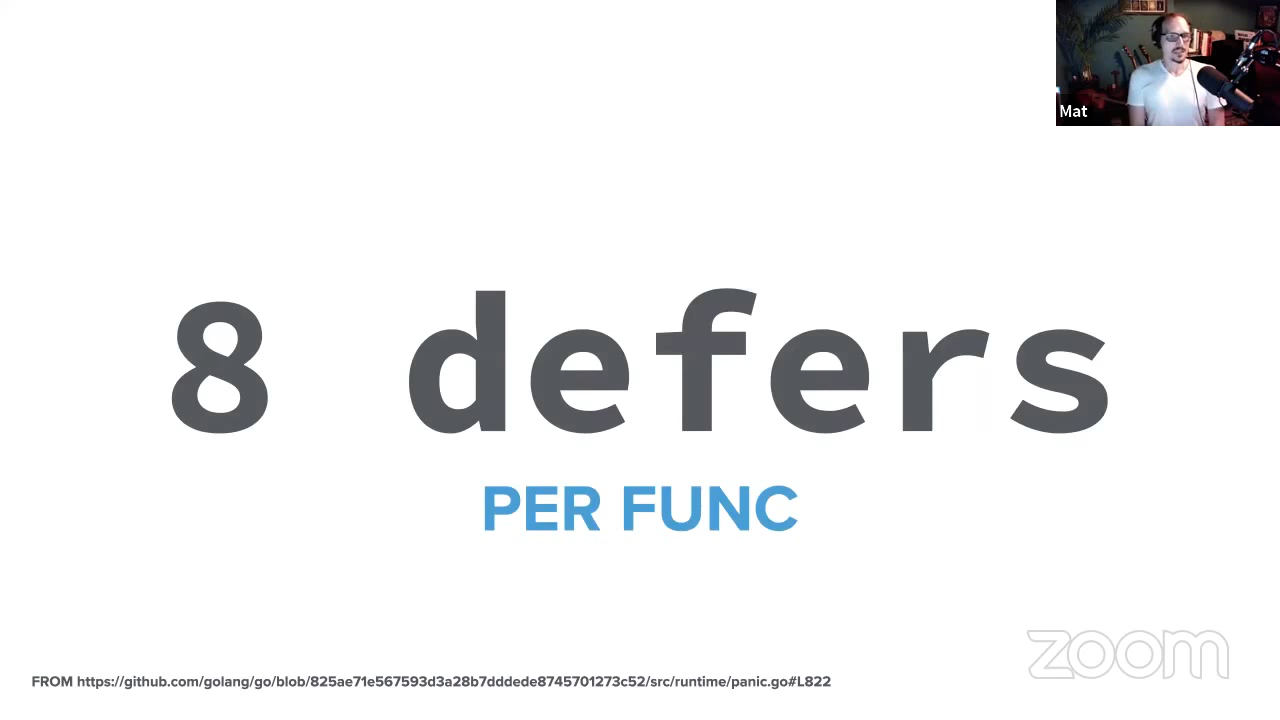 Mat
8 defers
PER FUNC
zoom
FROM https://github.com/golang/go/blob/825ae71e567593d3a28b7dddede8745701273c52/src/runtime/panic.go#L822